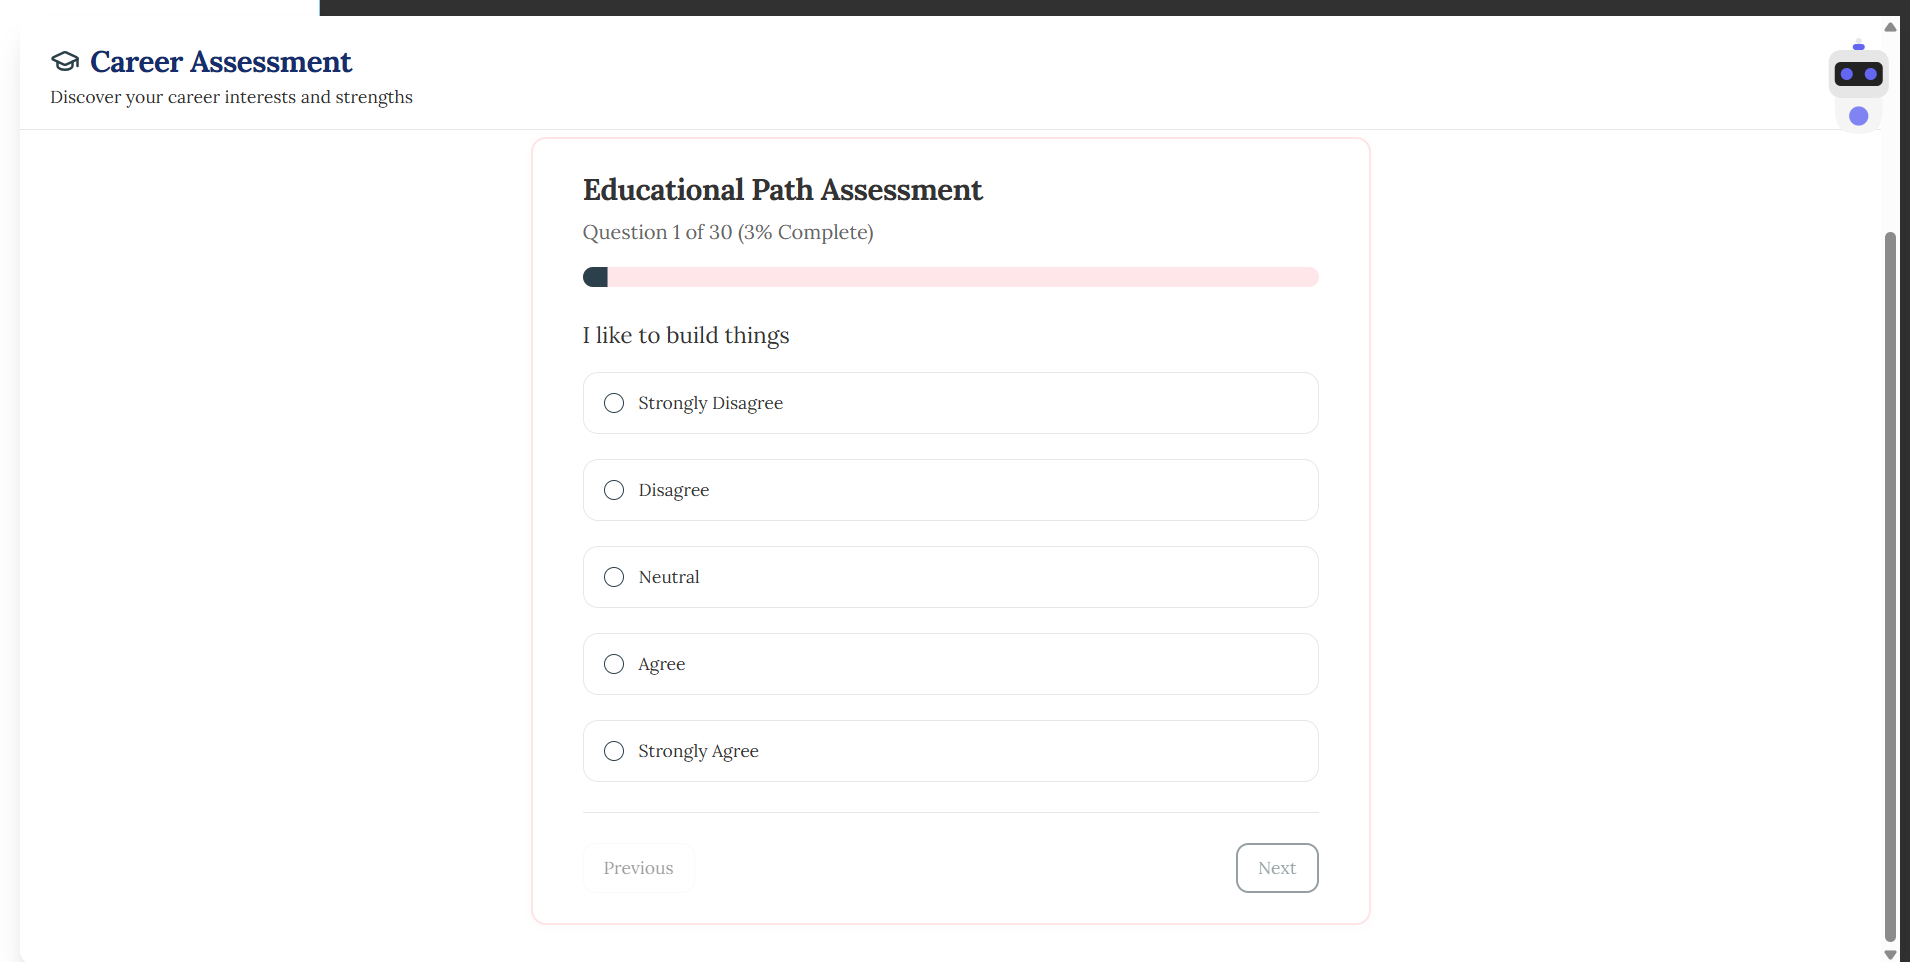 Career Assessment
Discover your career interests and strengths
Educational Path Assessment
Question 1 of 30 (3% Complete)
I like to build things
Strongly Disagree
Disagree
Neutral
Agree
Strongly Agree
Previous
Next